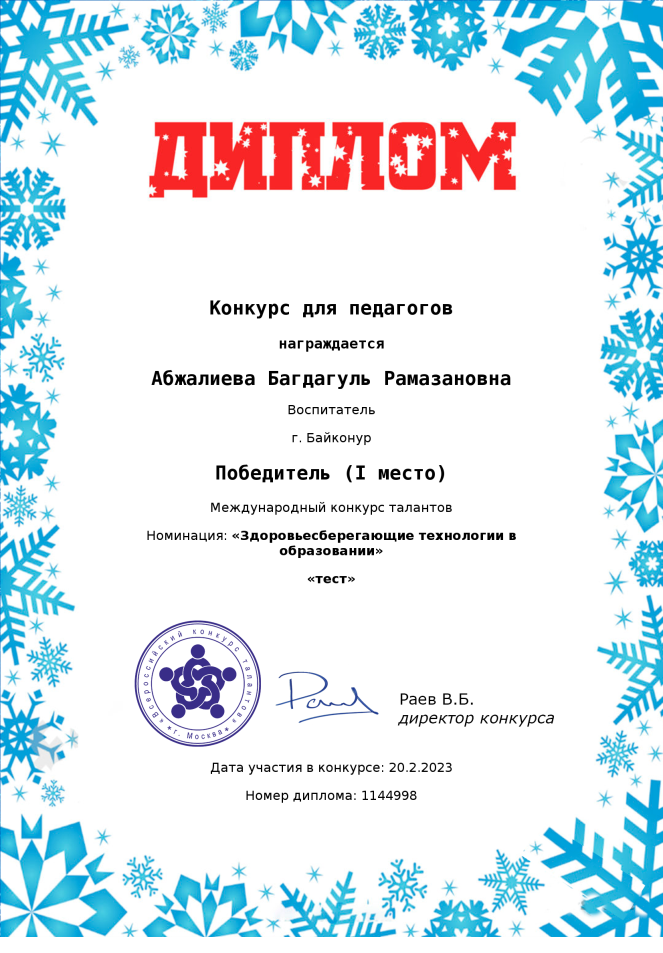 ДИПЛОМ
Конкурс для педагогов
награждается
Абжалиева Багдагуль Рамазановна
Воспитатель
г. Байконур
Победитель (I место)
Международный конкурс талантов
Номинация: «Здоровьесберегающие технологии в
образовании»
«тест»
«Всероссийский конкурс талантов»
г. Москва
Раев В.Б.
директор конкурса
Дата участия в конкурсе: 20.2.2023
Номер диплома: 1144998